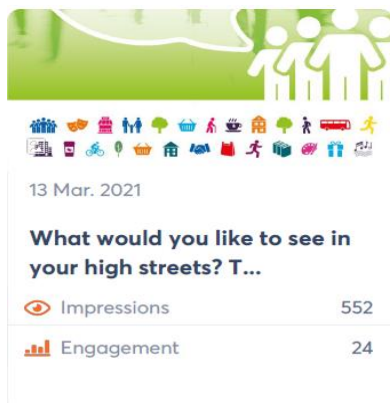 13 Mar. 2021
What would you like to see in
your high streets? T...
Impressions 552
Engagement 24